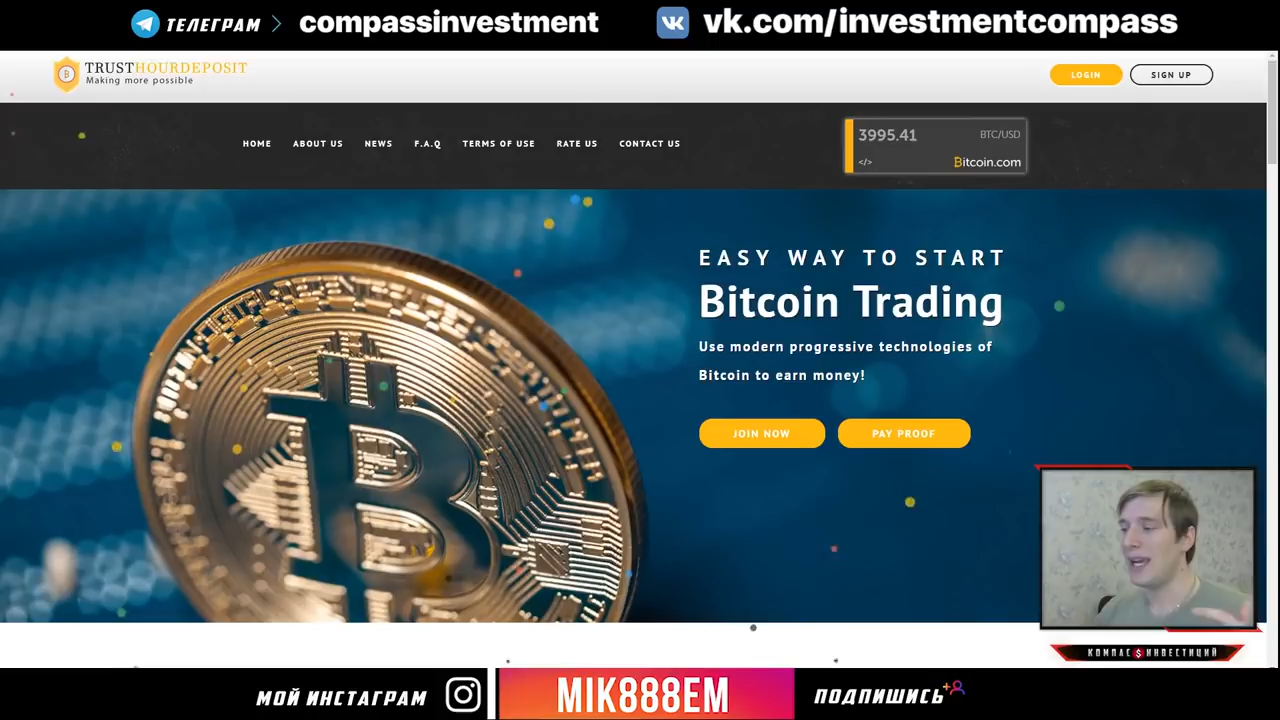 ТЕЛЕГРАМ > compassinvestment
vk.com/investmentcompass
TRUSTHOURDEPOSIT
Making more possible
LOGIN
SIGN UP
HOME
ABOUT US
NEWS
F.A.Q
TERMS OF USE
RATE US
CONTACT US
3995.41
BTC/USD
</>
Bitcoin.com
EASY WAY TO START
Bitcoin Trading
Use modern progressive technologies of
Bitcoin to earn money!
JOIN NOW
PAY PROOF
КОМПАС $ ИНВЕСТИЦИЙ
МОЙ ИНСТАГРАМ
MIK888EM
ПОДПИШИСЬ